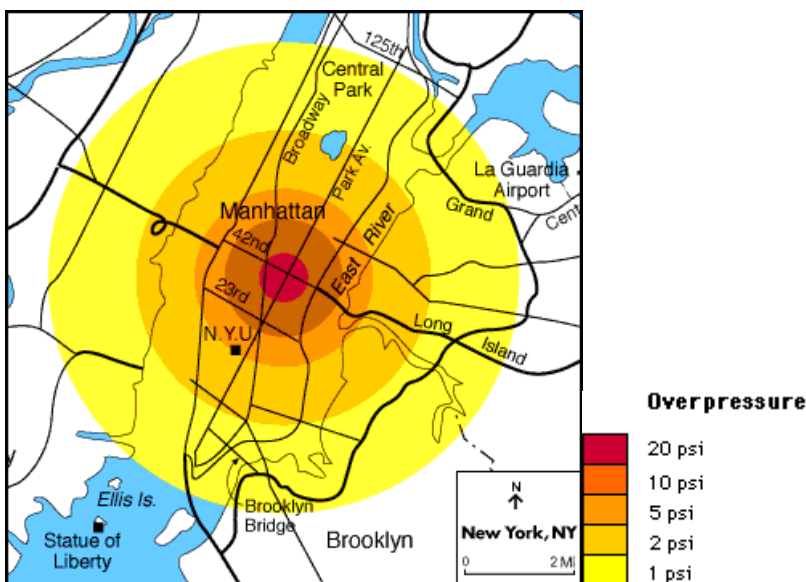 125th
Central
Park
Broadway
Park Av.
La Guardia
Airport
Grand
Cent
Manhattan
42nd
East River
23rd
N.Y.U.
Long
Island
Ellis Is.
Statue of
Liberty
Brooklyn
Bridge
Brooklyn
N
New York, NY
0 2 Mi
Overpressure
20 psi
10 psi
5 psi
2 psi
1 psi